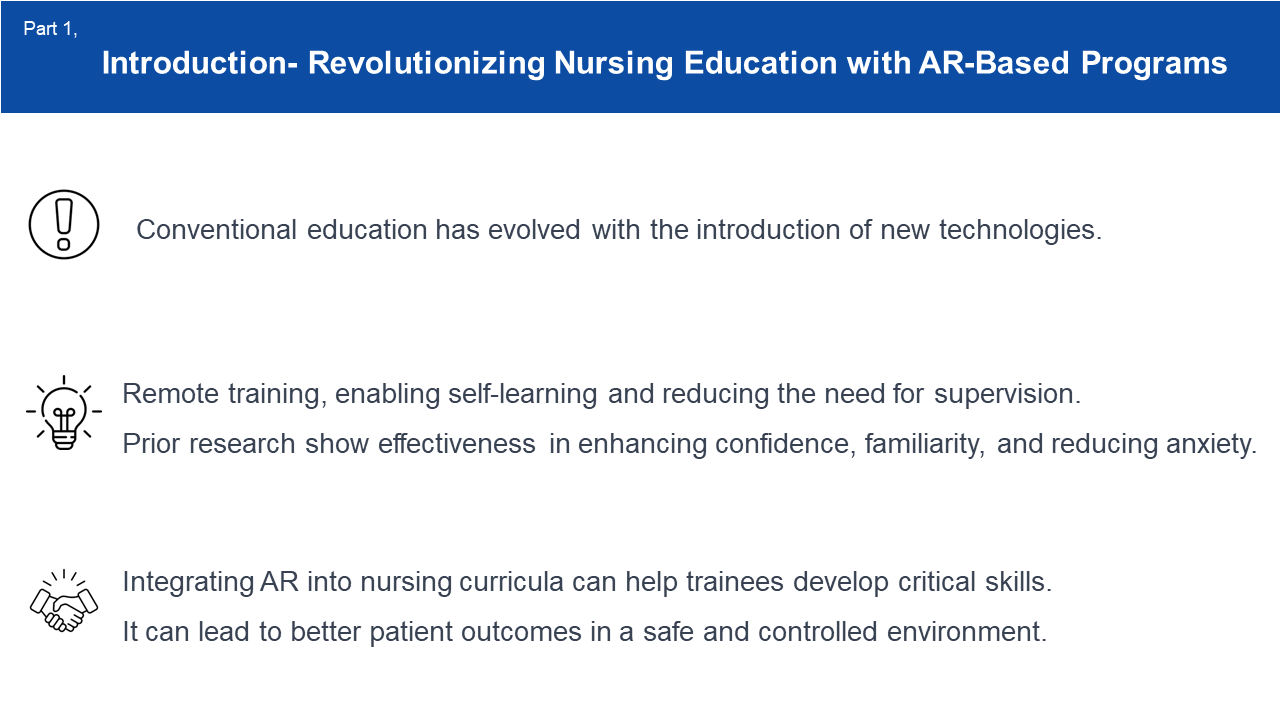 Part 1,
Introduction- Revolutionizing Nursing Education with AR-Based Programs
Conventional education has evolved with the introduction of new technologies.
Remote training, enabling self-learning and reducing the need for supervision.
Prior research show effectiveness in enhancing confidence, familiarity, and reducing anxiety.
Integrating AR into nursing curricula can help trainees develop critical skills.
It can lead to better patient outcomes in a safe and controlled environment.